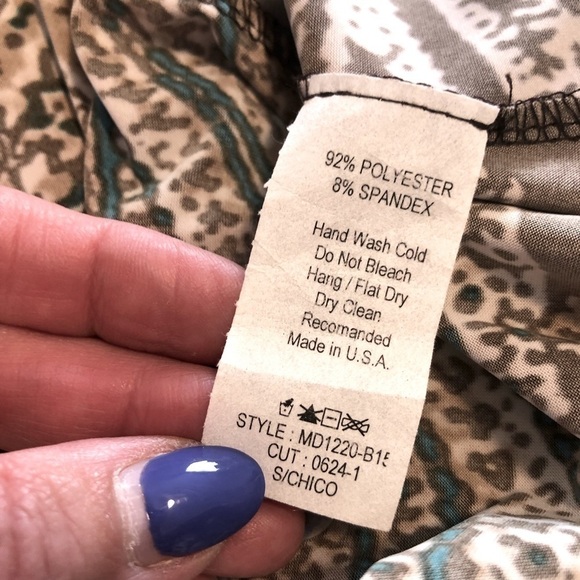 92% POLYESTER
8% SPANDEX
Hand Wash Cold
Do Not Bleach
Hang / Flat Dry
Dry Clean
Recomanded
Made in U.S.A.
STYLE : MD1220-B15
CUT : 0624-1
S/CHICO